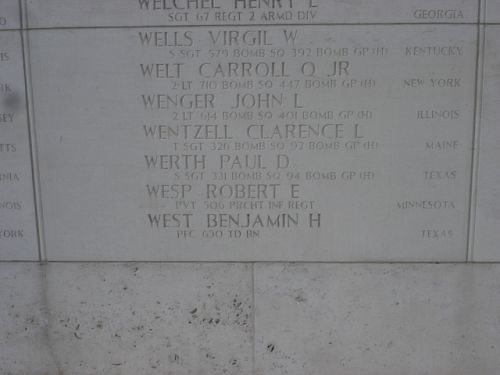 WELCHEL HENRY L
SGT 67 REGT 2 ARMD DIV GEORGIA
WELLS VIRGIL W
S SGT 579 BOMB SQ 392 BOMB GP (H) KENTUCKY
WELT CARROLL Q JR
2 LT 710 BOMB SQ 447 BOMB GP (H) NEW YORK
WENGER JOHN L
2 LT 614 BOMB SQ 401 BOMB GP (H) ILLINOIS
WENTZELL CLARENCE L
T SGT 326 BOMB SQ 92 BOMB GP (H) MAINE
WERTH PAUL D
S SGT 331 BOMB SQ 94 BOMB GP (H) TEXAS
WESP ROBERT E
PVT 506 PRCHT INF REGT MINNESOTA
WEST BENJAMIN H
PFC 630 TD BN TEXAS